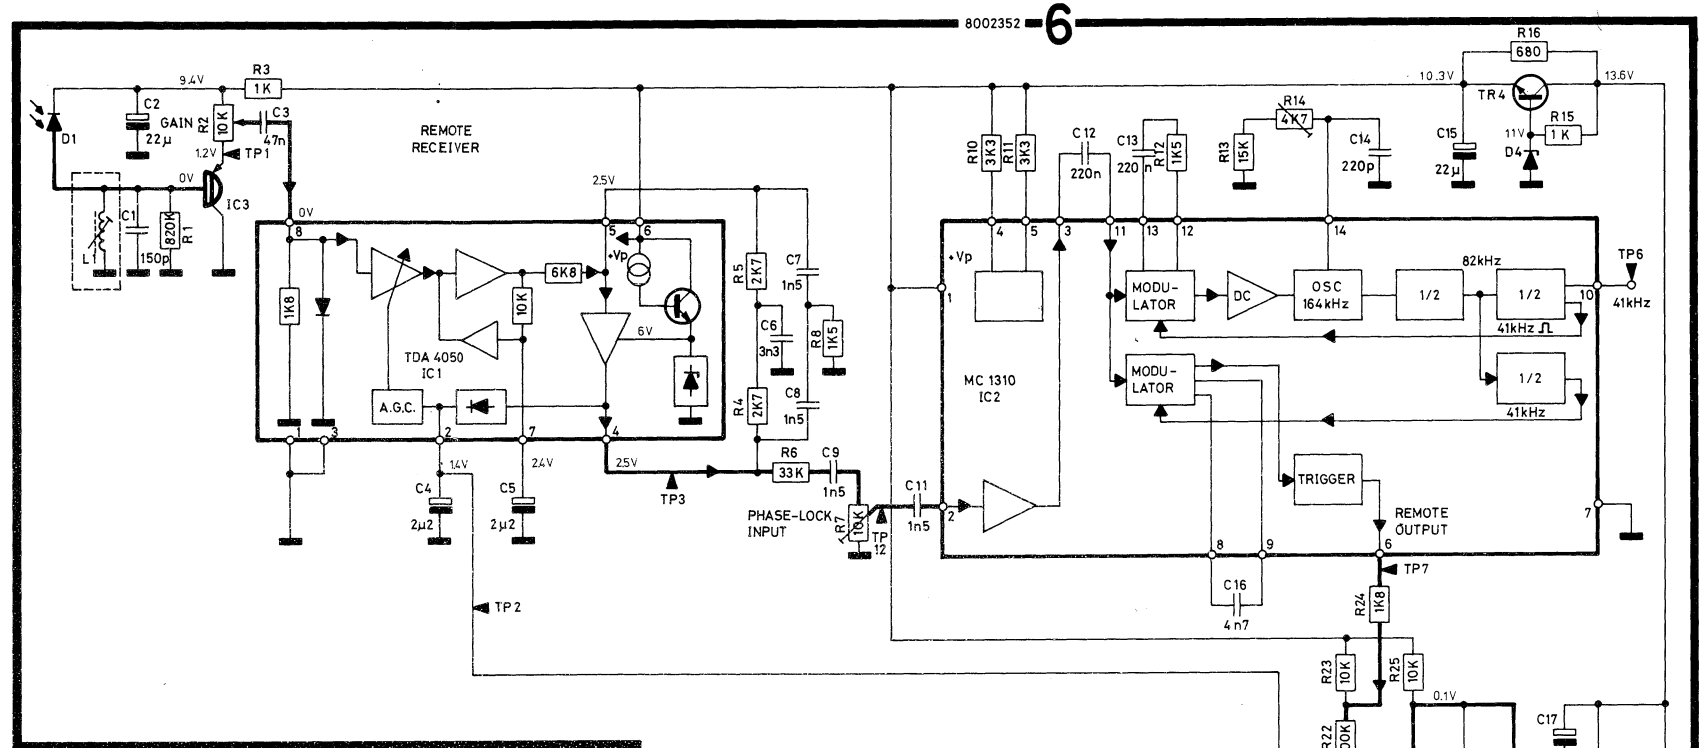 8002352
6
9.4V
R3
1K
C2
22µ
GAIN
R2
10K
C3
47n
1.2V
TP1
D1
0V
IC3
L1
C1
150p
820K
R1
REMOTE
RECEIVER
0V
8
5
6
2.5V
+Vp
1K8
6K8
10K
6V
TDA 4050
IC1
A.G.C.
1
3
2
7
4
1.4V
2.4V
2.5V
C4
2µ2
C5
2µ2
TP2
TP3
R5
2K7
C6
3n3
R4
2K7
C7
1n5
R8
1K5
C8
1n5
R6
33K
C9
1n5
PHASE-LOCK
INPUT
R7
10K
TP
12
C11
1n5
R10
3K3
R11
3K3
C12
220n
C13
220n
R12
1K5
R13
15K
R14
4K7
C14
220p
10.3V
R16
680
13.6V
TR4
11V
R15
1K
D4
C15
22µ
4
5
3
11
13
12
14
+Vp
1
MODU-
LATOR
DC
OSC
164kHz
1/2
82kHz
1/2
10
TP6
41kHz
41kHz
MC 1310
IC2
MODU-
LATOR
1/2
41kHz
2
TRIGGER
REMOTE
OUTPUT
7
8
9
6
TP7
C16
4n7
R24
1K8
R23
10K
R25
10K
0.1V
R22
C17